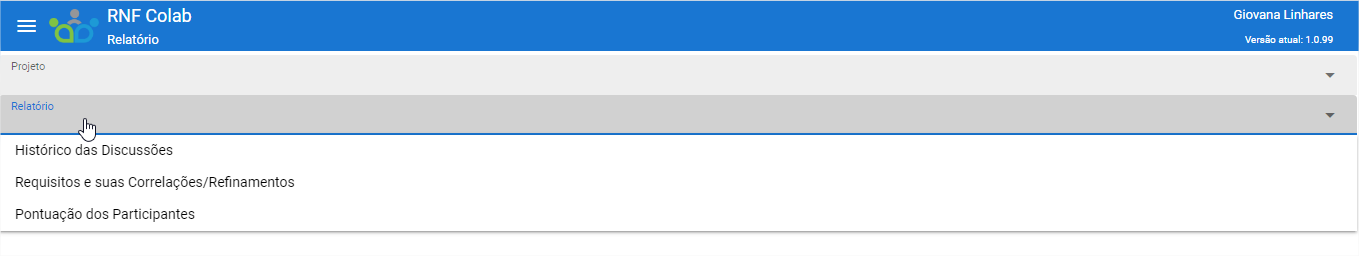 RNF Colab
Relatório
Giovana Linhares
Versão atual: 1.0.99
Projeto
Relatório
Histórico das Discussões
Requisitos e suas Correlações/Refinamentos
Pontuação dos Participantes